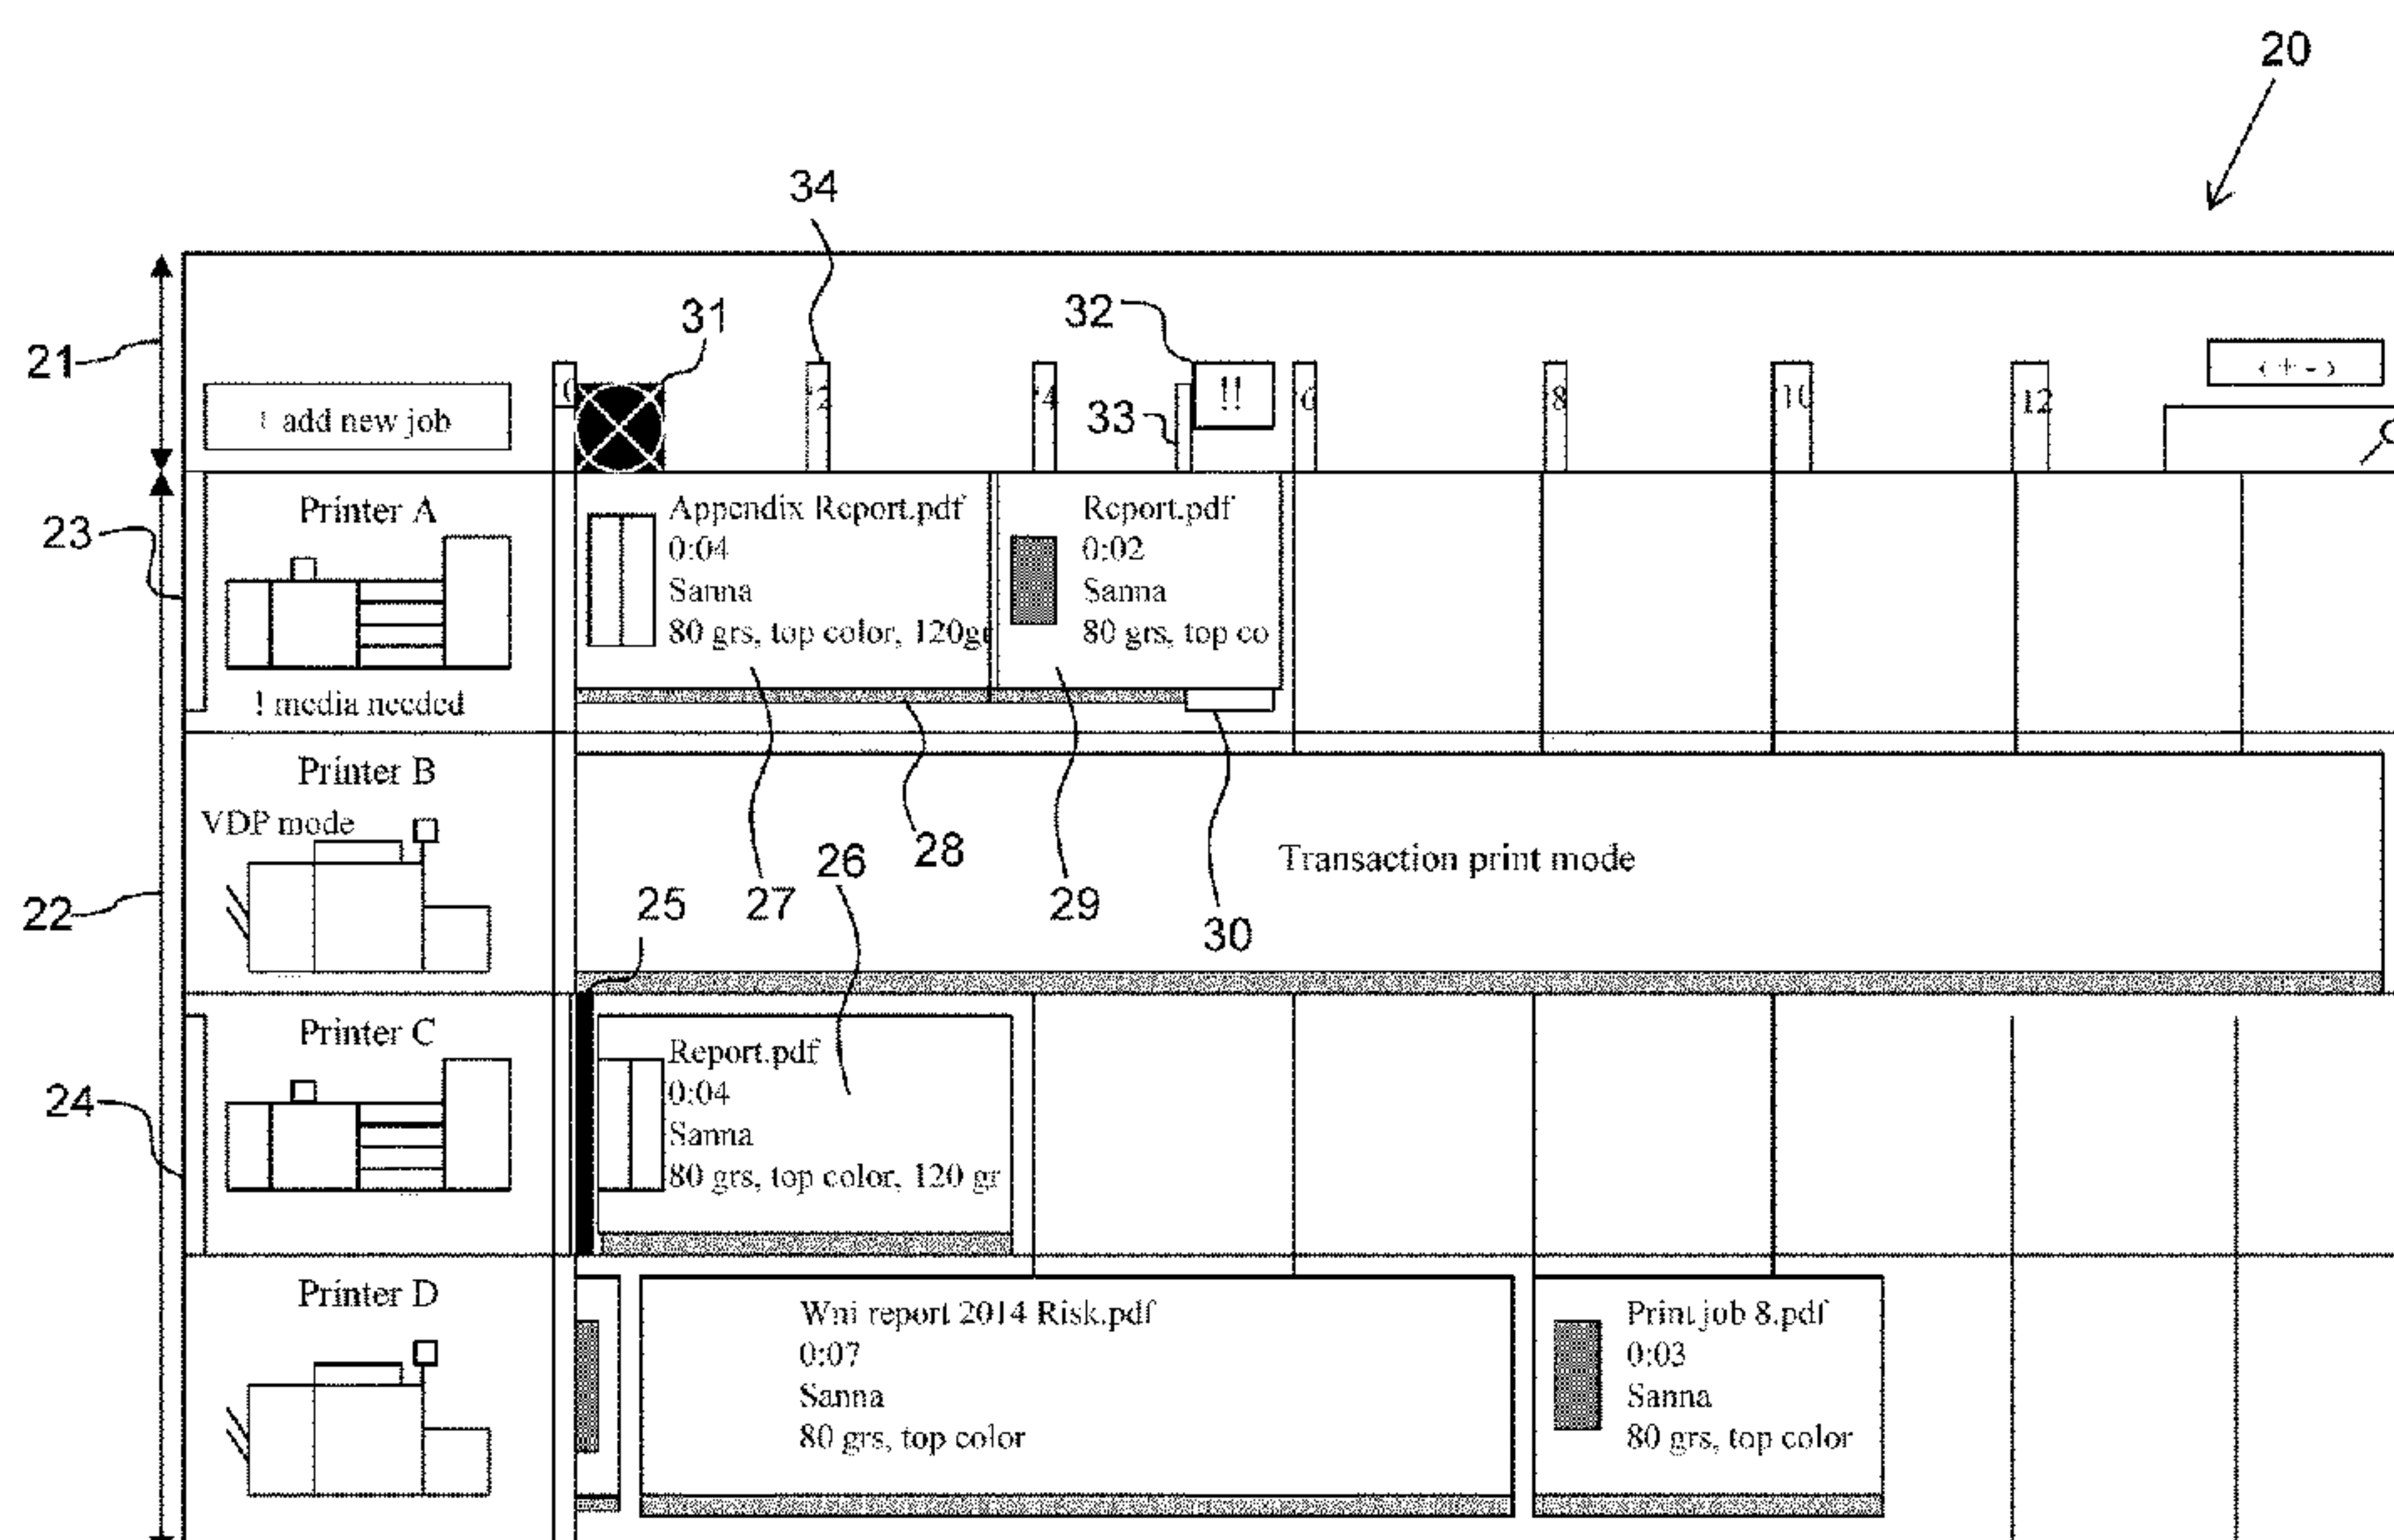 20
34
31
32
21
33
!!
2
4
6
8
10
12
add new job
( + - )
23
Printer A
! media needed
Appendix Report.pdf
0:04
Sanna
80 grs, top color, 120gr
Report.pdf
0:02
Sanna
80 grs, top co
22
Printer B
VDP mode
Transaction print mode
25
26
27
28
29
30
24
Printer C
Report.pdf
0:04
Sanna
80 grs, top color, 120 gr
Printer D
Wni report 2014 Risk.pdf
0:07
Sanna
80 grs, top color
Print job 8.pdf
0:03
Sanna
80 grs, top color